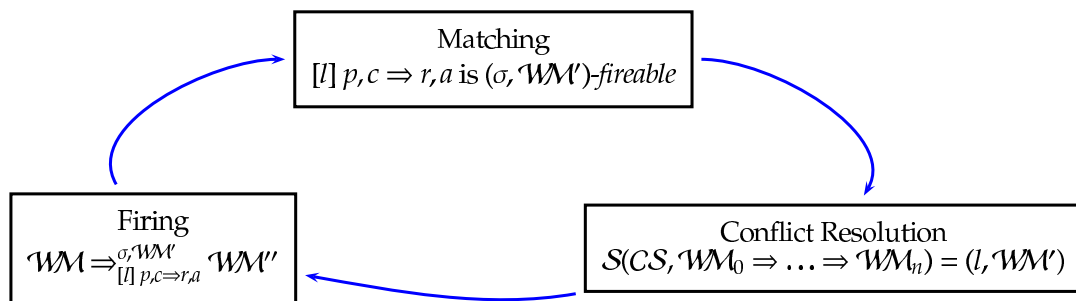 Matching
[l] p, c ⇒ r, a is (σ, 𝒲ℳ′)-fireable
Firing
𝒲ℳ ⇒^{σ,𝒲ℳ′}_{[l] p,c⇒r,a} 𝒲ℳ′′
Conflict Resolution
𝒮(𝒞𝒮, 𝒲ℳ₀ ⇒ … ⇒ 𝒲ℳₙ) = (l, 𝒲ℳ′)